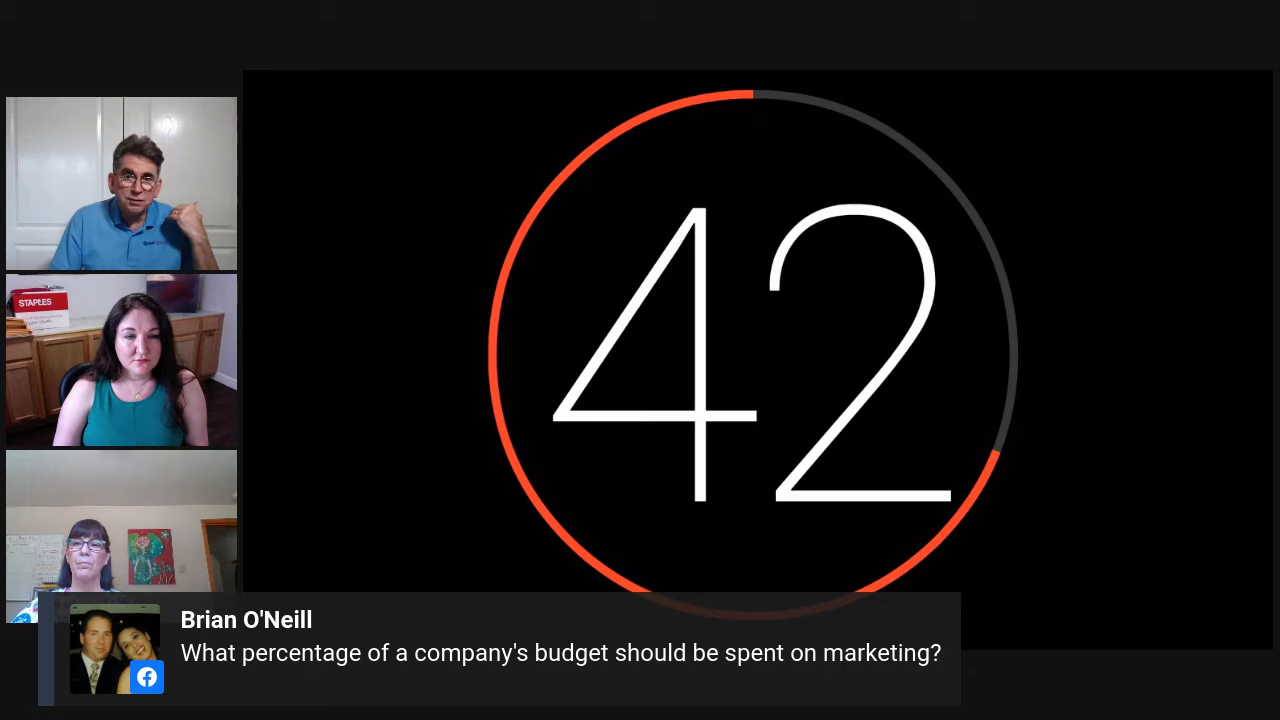 STAPLES
42
Brian O'Neill
What percentage of a company's budget should be spent on marketing?